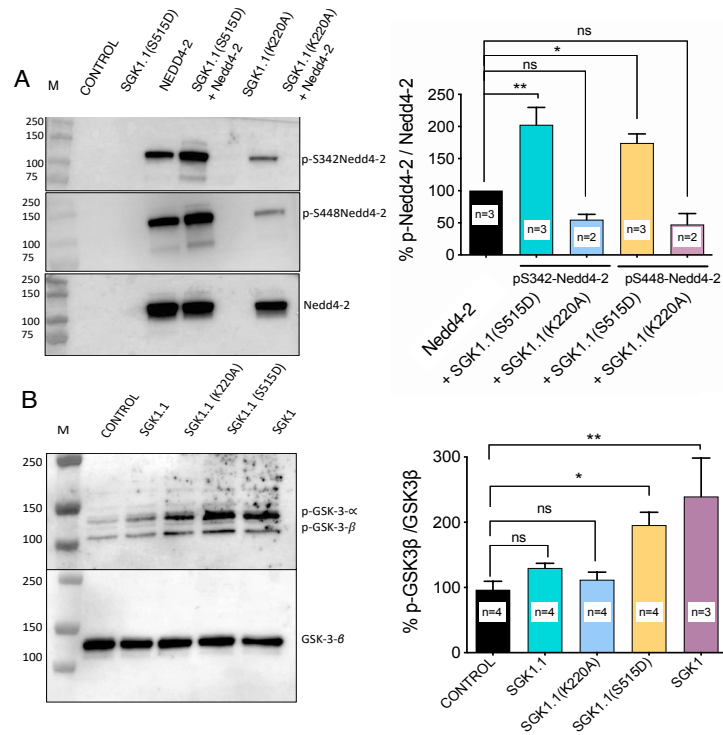 A
M
CONTROL
SGK1.1(S515D)
NEDD4-2
SGK1.1(S515D)
+ Nedd4-2
SGK1.1(K220A)
SGK1.1(K220A)
+ Nedd4-2
250
150
100
75
p-S342Nedd4-2
250
150
100
75
p-S448Nedd4-2
250
150
100
75
Nedd4-2
% p-Nedd4-2 / Nedd4-2
250
200
150
100
50
0
ns
*
ns
**
n=3
n=3
n=2
n=3
n=2
pS342-Nedd4-2
pS448-Nedd4-2
Nedd4-2
+ SGK1.1(S515D)
+ SGK1.1(K220A)
+ SGK1.1(S515D)
+ SGK1.1(K220A)
B
M
CONTROL
SGK1.1
SGK1.1 (K220A)
SGK1.1 (S515D)
SGK1
250
150
100
p-GSK-3-∝
p-GSK-3-β
250
150
100
GSK-3-β
% p-GSK3β /GSK3β
300
200
100
0
**
*
ns
ns
n=4
n=4
n=4
n=4
n=3
CONTROL
SGK1.1
SGK1.1(K220A)
SGK1.1(S515D)
SGK1